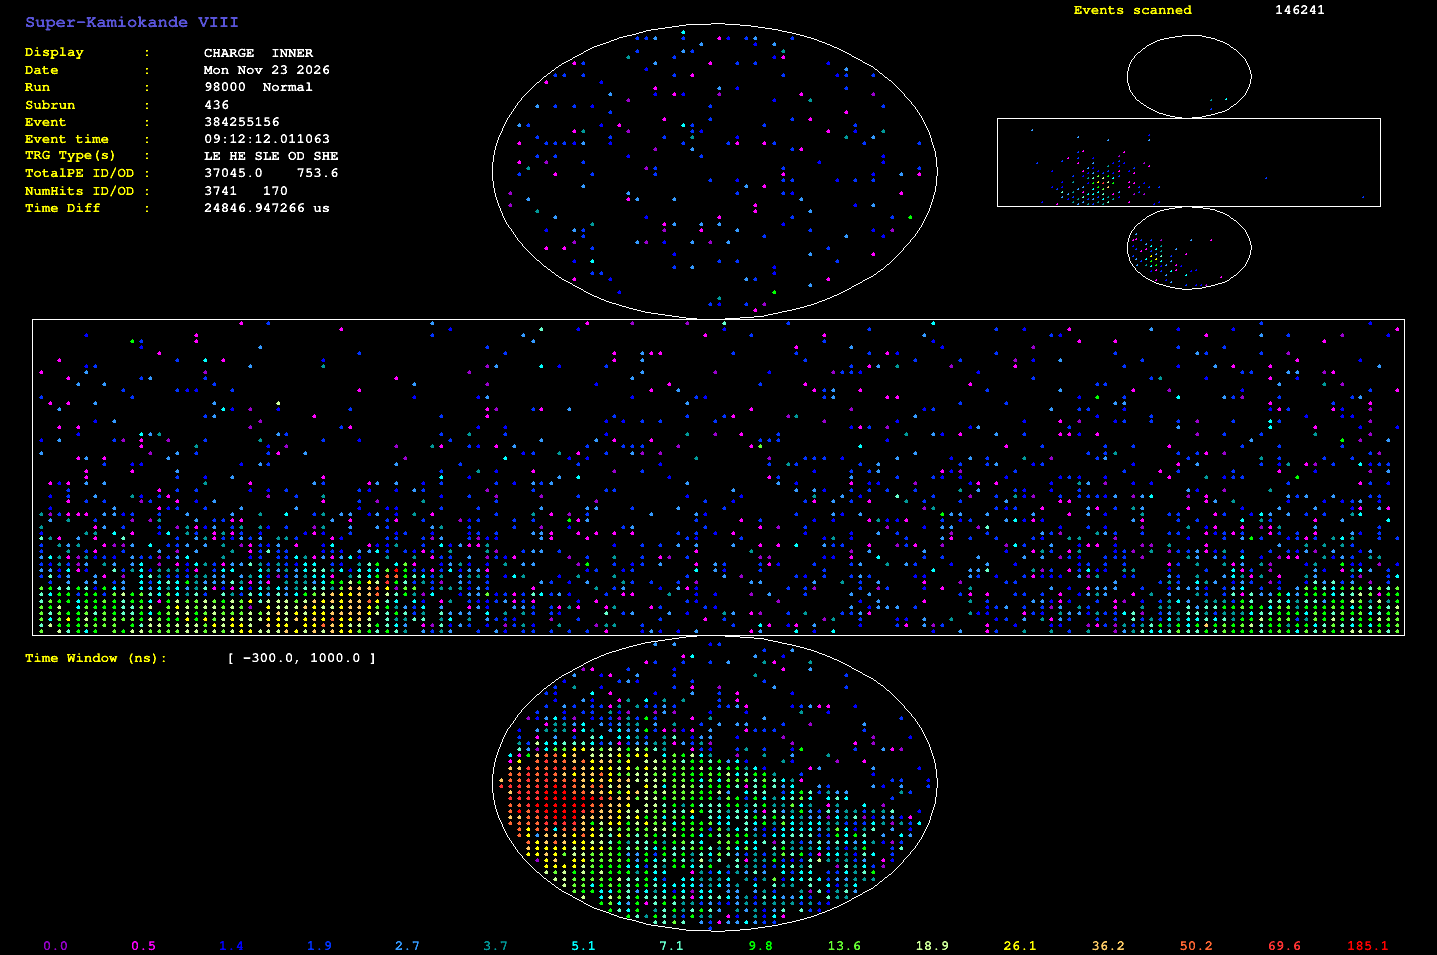 Super-Kamiokande VIII
Events scanned 146241
Display : CHARGE INNER
Date : Mon Nov 23 2026
Run : 98000 Normal
Subrun : 436
Event : 384255156
Event time : 09:12:12.011063
TRG Type(s) : LE HE SLE OD SHE
TotalPE ID/OD : 37045.0 753.6
NumHits ID/OD : 3741 170
Time Diff : 24846.947266 us
Time Window (ns): [ -300.0, 1000.0 ]
0.0 0.5 1.4 1.9 2.7 3.7 5.1 7.1 9.8 13.6 18.9 26.1 36.2 50.2 69.6 185.1